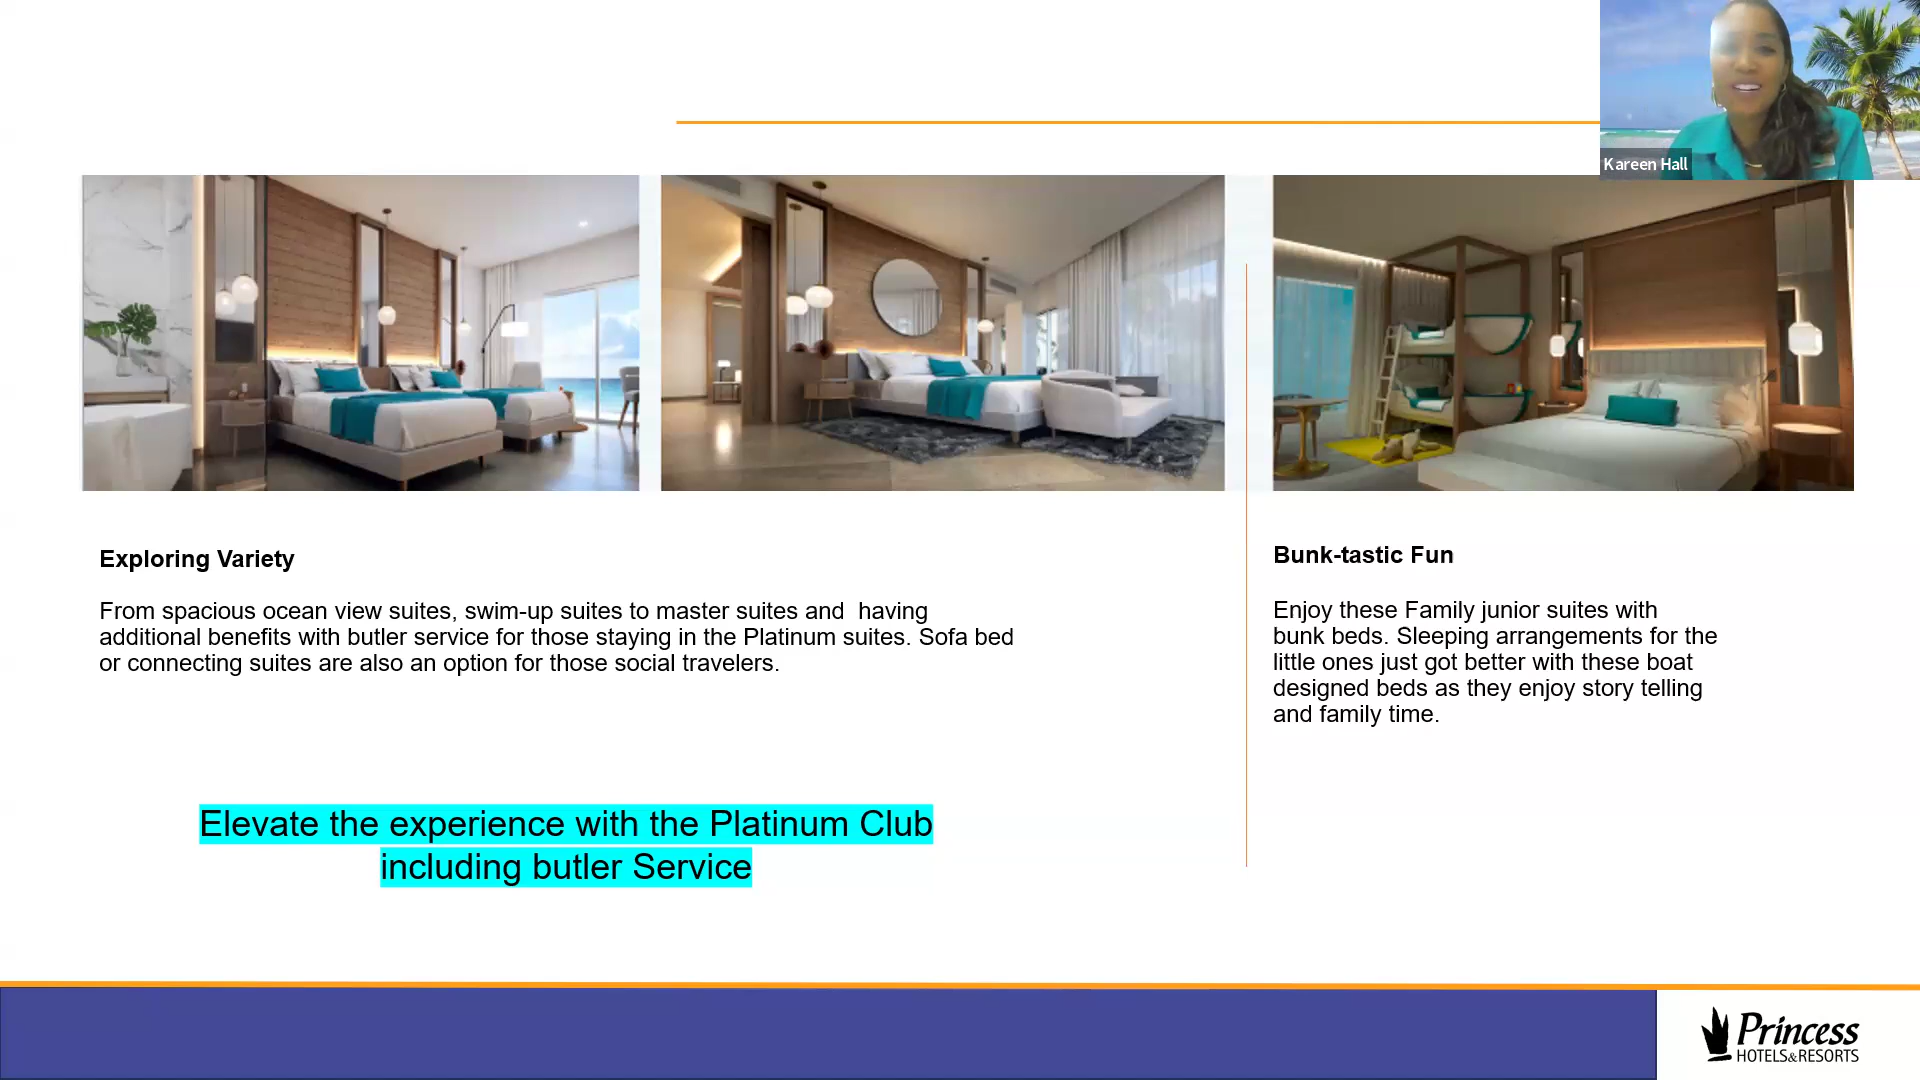 Kareen Hall
Exploring Variety
From spacious ocean view suites, swim-up suites to master suites and  having
additional benefits with butler service for those staying in the Platinum suites. Sofa bed
or connecting suites are also an option for those social travelers.
Elevate the experience with the Platinum Club
including butler Service
Bunk-tastic Fun
Enjoy these Family junior suites with
bunk beds. Sleeping arrangements for the
little ones just got better with these boat
designed beds as they enjoy story telling
and family time.
Princess
HOTELS&RESORTS